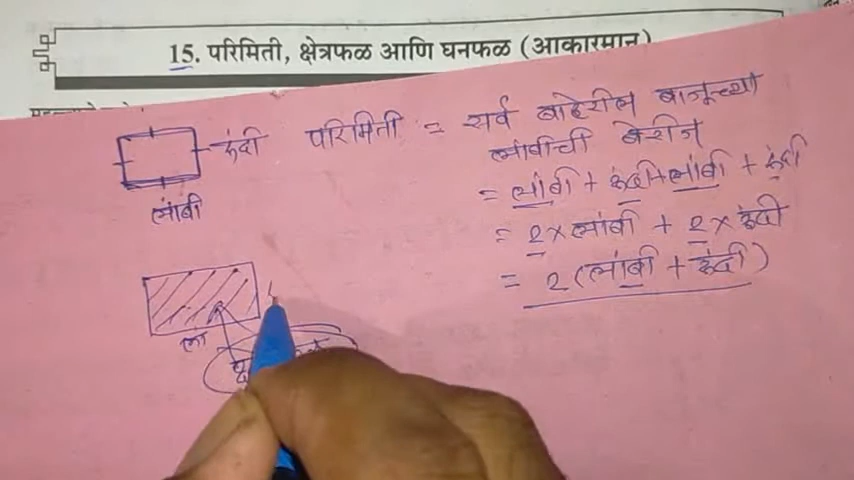 15. परिमिती, क्षेत्रफळ आणि घनफळ (आकारमान)
रुंदी
लांबी
परिमिती = सर्व बाहेरील बाजूच्या
लांबीची बेरीज
= लांबी + रुंदी + लांबी + रुंदी
= 2 × लांबी + 2 × रुंदी
= 2 (लांबी + रुंदी)
ला